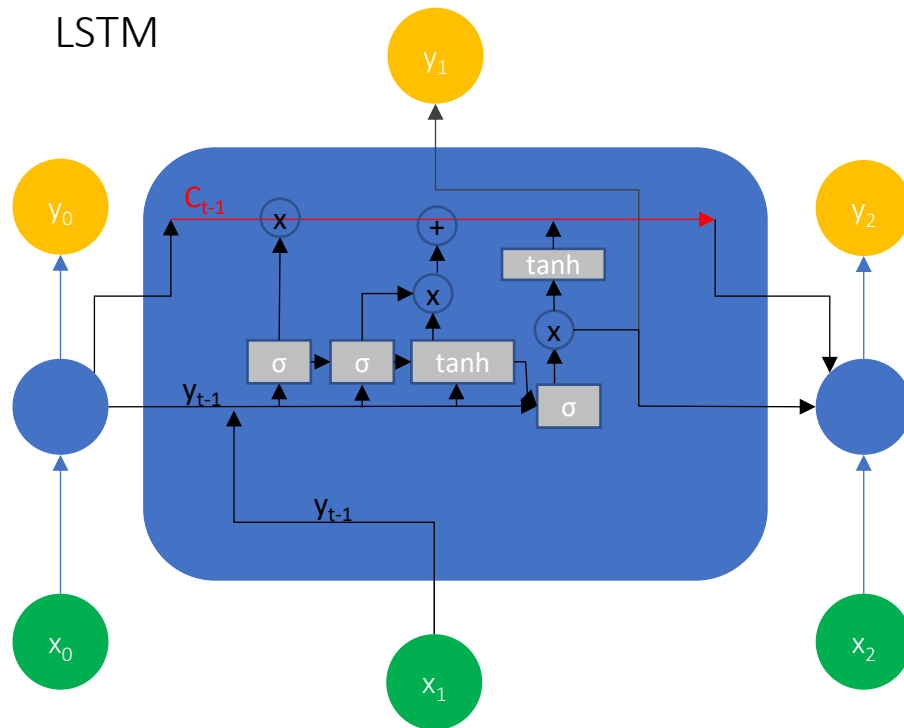 LSTM
y1
y0
Ct-1
y2
x
+
tanh
x
x
σ
σ
tanh
σ
yt-1
yt-1
x0
x1
x2